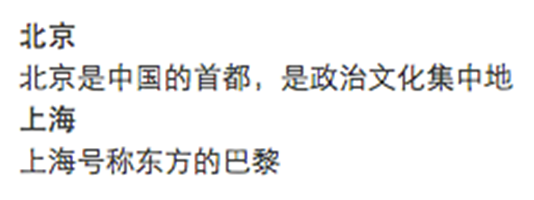 北京
北京是中国的首都，是政治文化集中地
上海
上海号称东方的巴黎